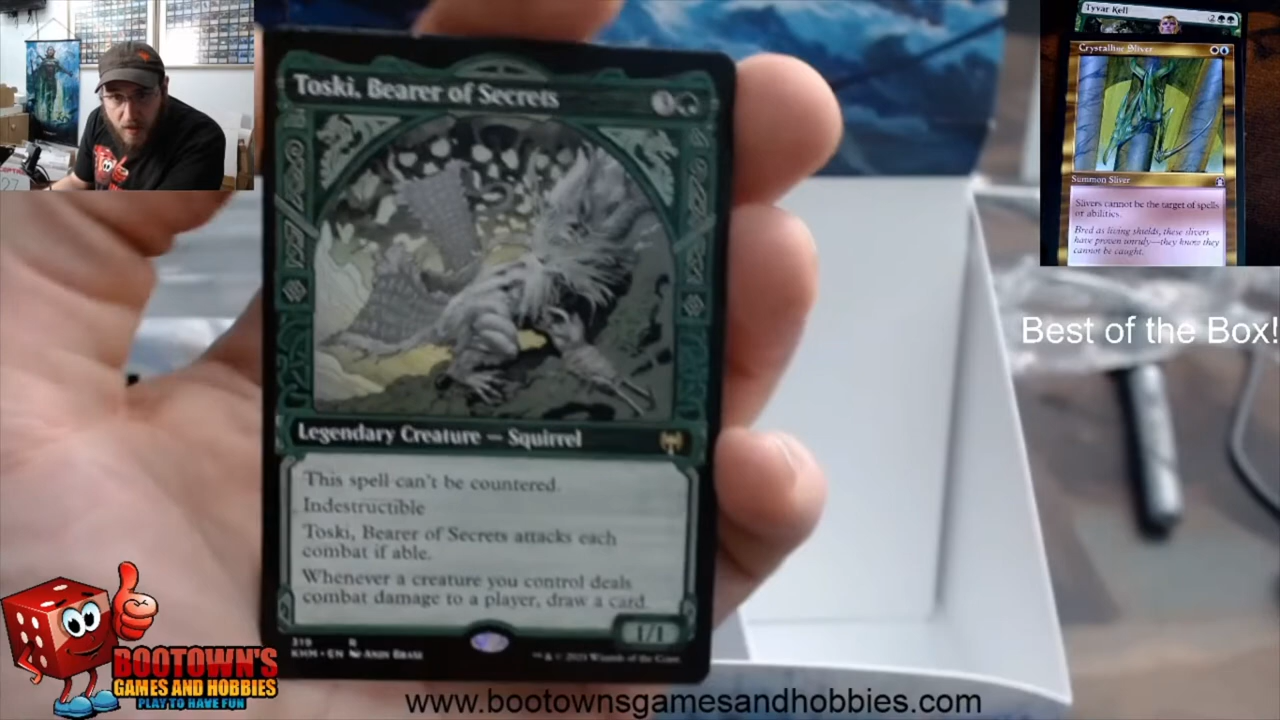 Toski, Bearer of Secrets
3
Legendary Creature — Squirrel
This spell can't be countered.
Indestructible
Toski, Bearer of Secrets attacks each
combat if able.
Whenever a creature you control deals
combat damage to a player, draw a card.
1/1
319 R
KHM • EN
Tyvar Kell
2
Crystalline Sliver
Summon Sliver
Slivers cannot be the target of spells
or abilities.
Bred as living shields, these slivers
have proven unruly—they know they
cannot be caught.
Best of the Box!
27
BOOTOWN'S
GAMES AND HOBBIES
PLAY TO HAVE FUN
www.bootownsgamesandhobbies.com